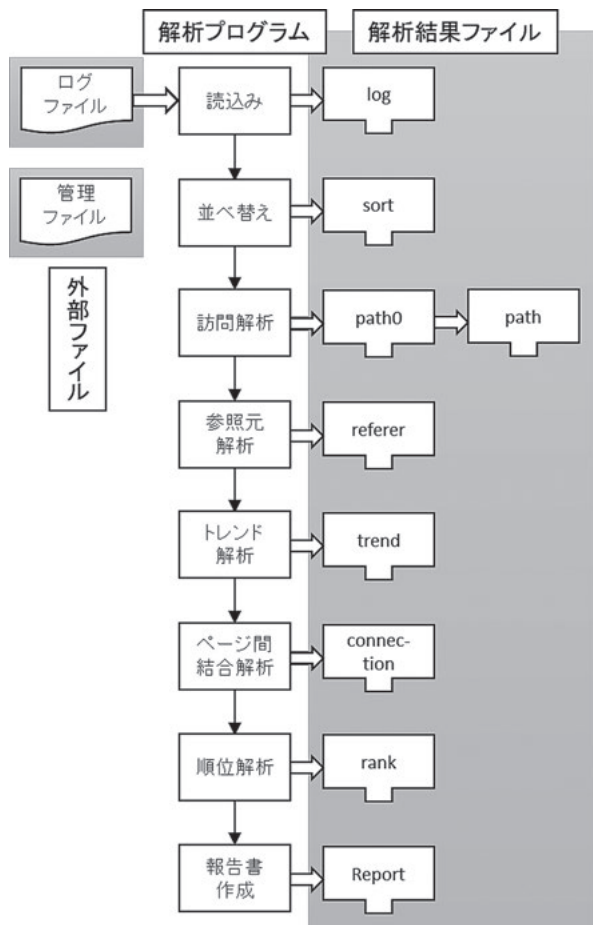 解析プログラム
解析結果ファイル
ログ
ファイル
読込み
log
管理
ファイル
並べ替え
sort
外部ファイル
訪問解析
path0
path
参照元
解析
referer
トレンド
解析
trend
ページ間
結合解析
connec-
tion
順位解析
rank
報告書
作成
Report